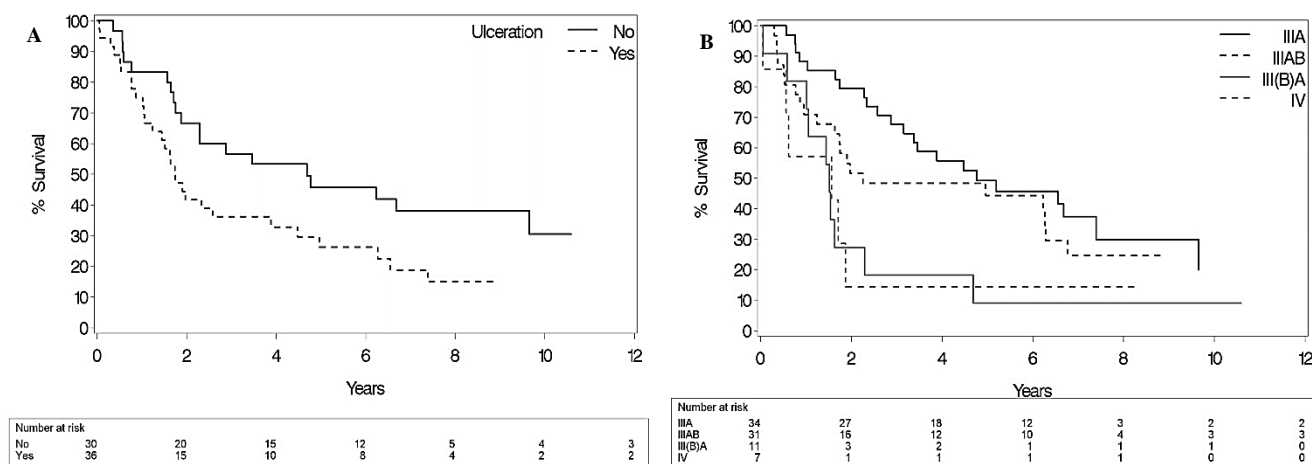 A
Ulceration No
Yes
100
90
80
70
60
50
40
30
20
10
0
% Survival
0 2 4 6 8 10 12
Years
Number at risk
No 30 20 15 12 5 4 3
Yes 36 15 10 8 4 2 2
B
IIIA
IIIAB
III(B)A
IV
100
90
80
70
60
50
40
30
20
10
0
% Survival
0 2 4 6 8 10 12
Years
Number at risk
IIIA 34 27 18 12 3 2 2
IIIAB 31 16 12 10 4 3 3
III(B)A 11 3 2 1 1 1 0
IV 7 1 1 1 1 0 0